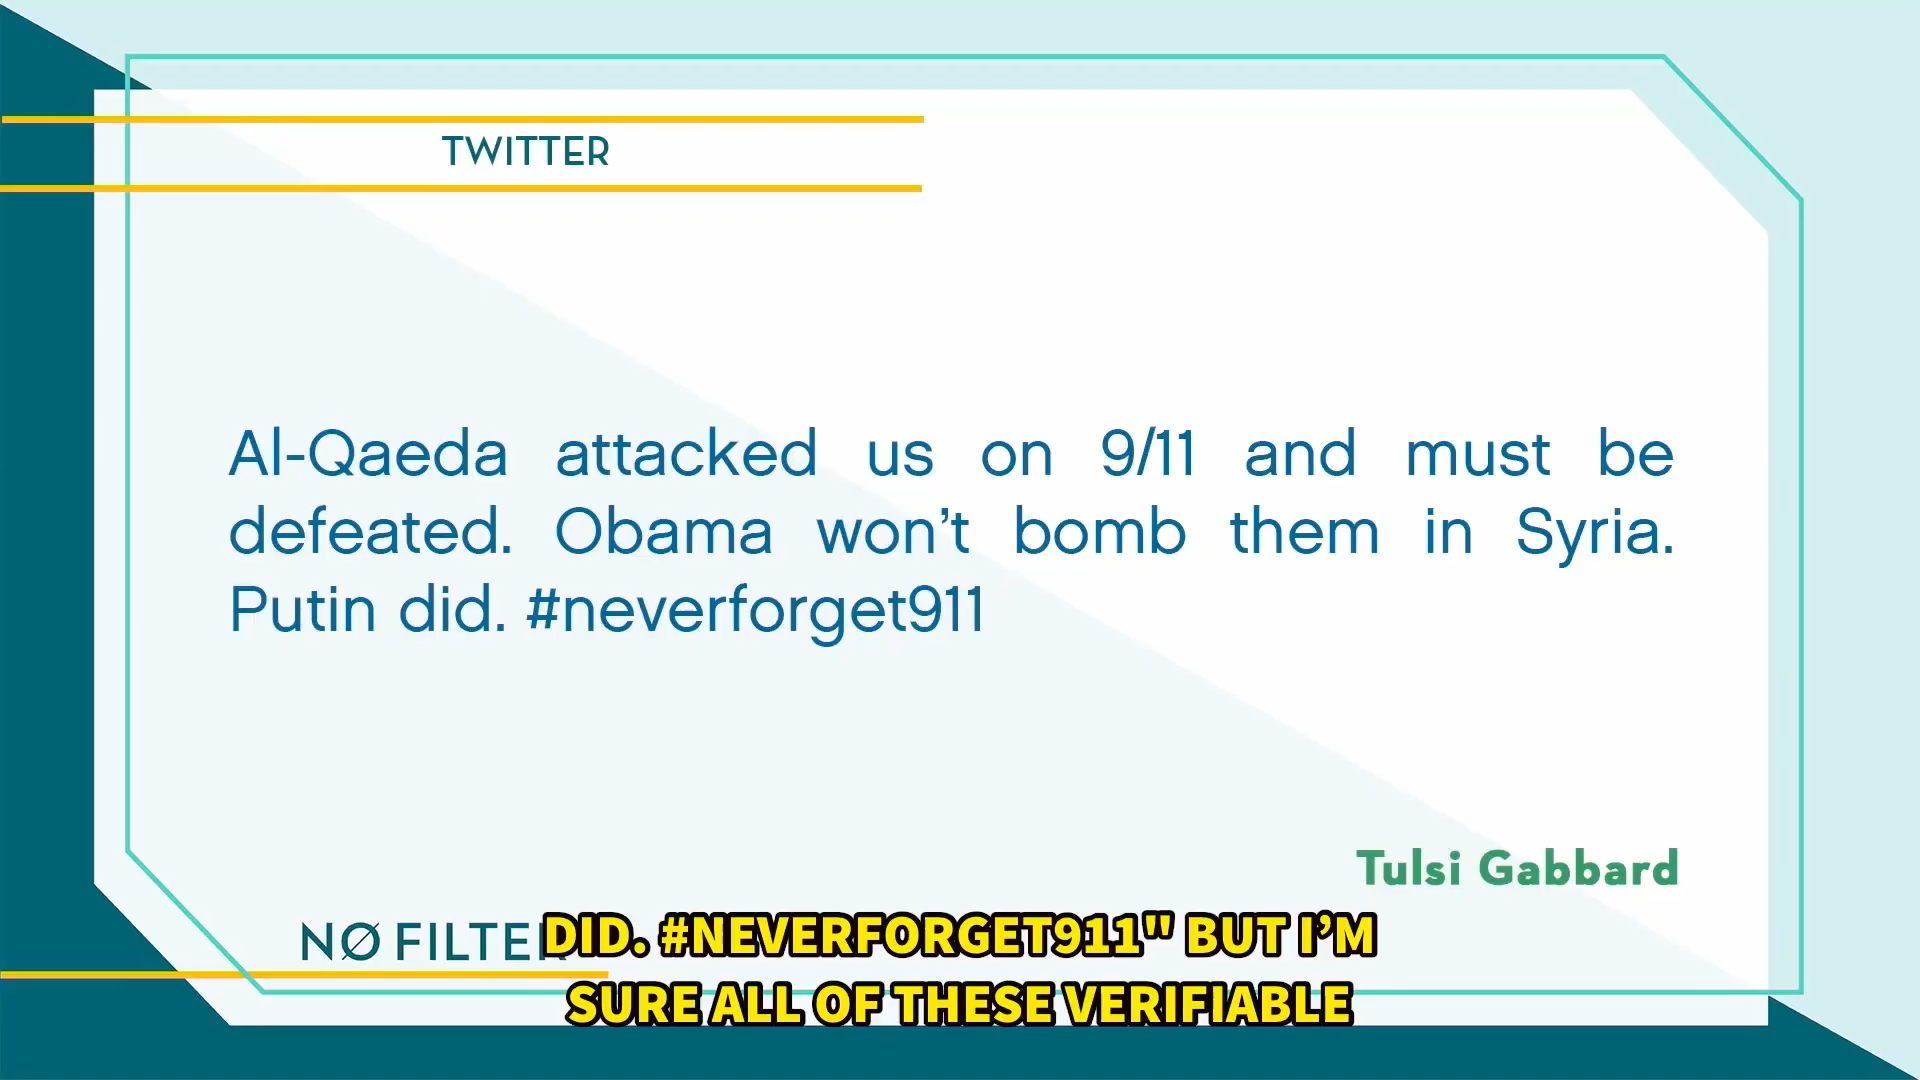 TWITTER
Al-Qaeda attacked us on 9/11 and must be
defeated. Obama won’t bomb them in Syria.
Putin did. #neverforget911
Tulsi Gabbard
NØ FILTER
DID. #NEVERFORGET911" BUT I’M
SURE ALL OF THESE VERIFIABLE